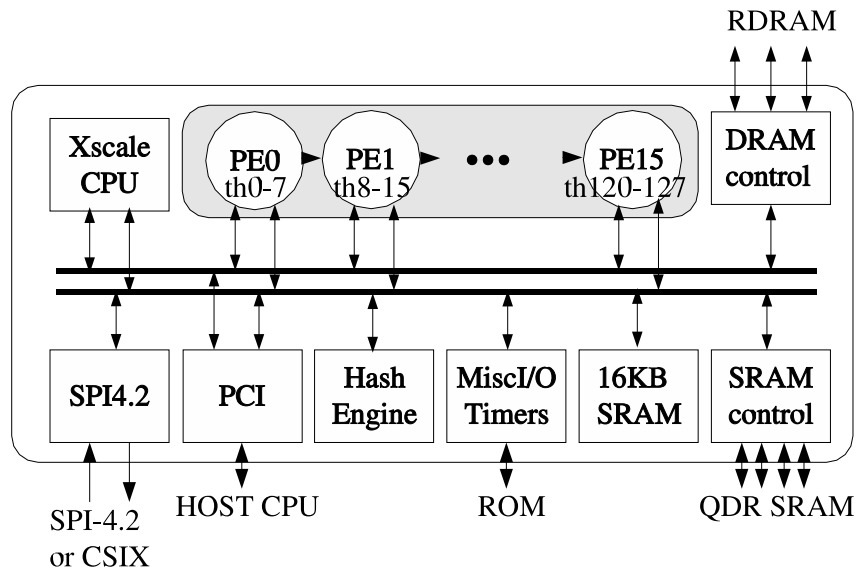 RDRAM
Xscale
CPU
PE0
th0-7
PE1
th8-15
•••
PE15
th120-127
DRAM
control
SPI4.2
PCI
Hash
Engine
MiscI/O
Timers
16KB
SRAM
SRAM
control
SPI-4.2
or CSIX
HOST CPU
ROM
QDR SRAM